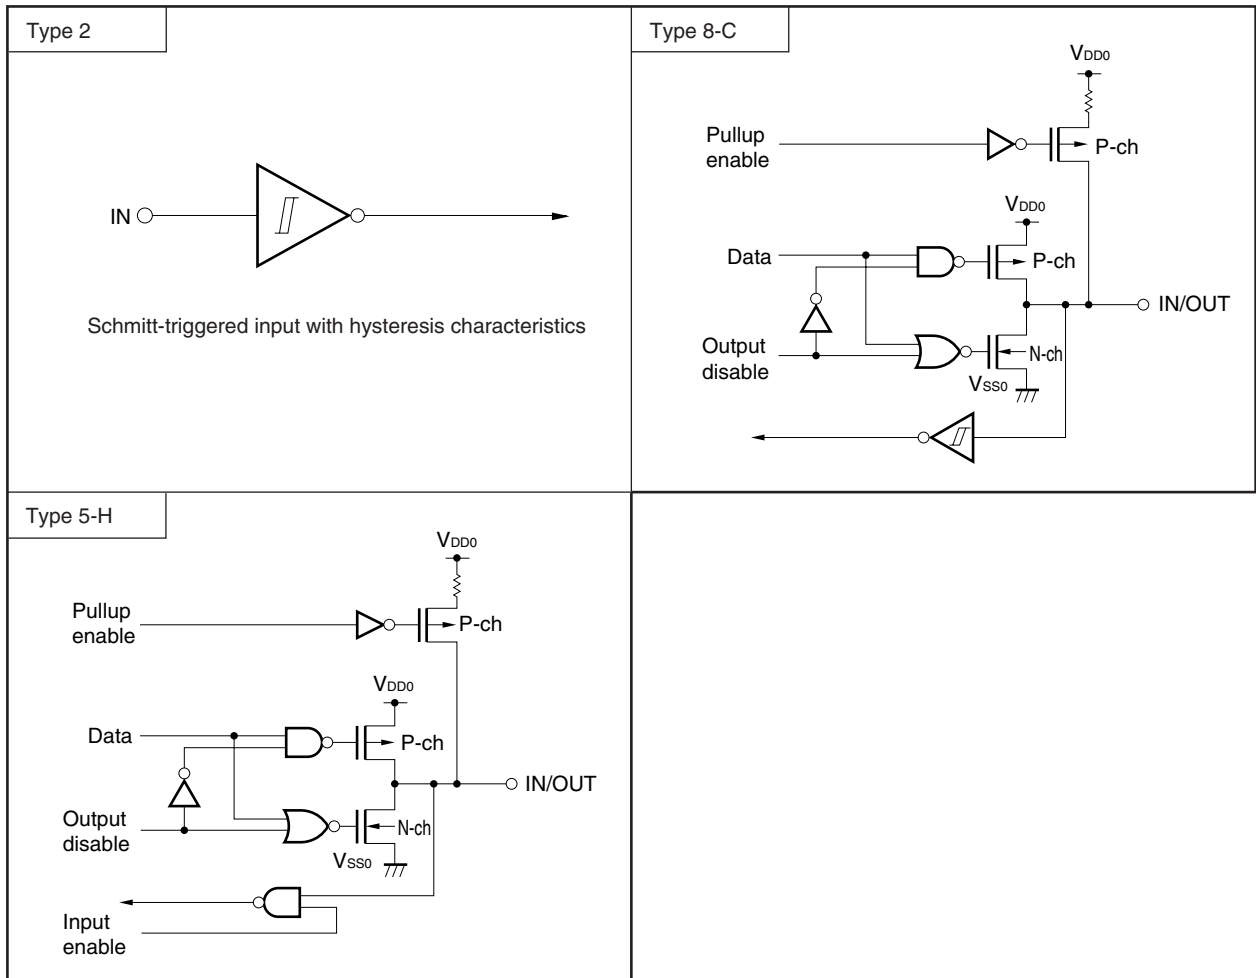 Type 2
IN
Schmitt-triggered input with hysteresis characteristics
Type 8-C
VDD0
Pullup
enable
P-ch
VDD0
Data
P-ch
IN/OUT
Output
disable
N-ch
VSS0
Type 5-H
VDD0
Pullup
enable
P-ch
VDD0
Data
P-ch
IN/OUT
Output
disable
N-ch
VSS0
Input
enable